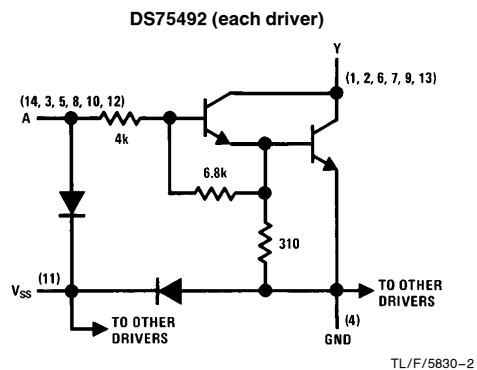 DS75492 (each driver)
Y
(1, 2, 6, 7, 9, 13)
(14, 3, 5, 8, 10, 12)
A
4k
6.8k
310
(11)
VSS
TO OTHER
DRIVERS
TO OTHER
DRIVERS
(4)
GND
TL/F/5830–2